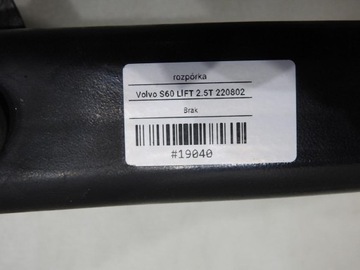 rozpórka
Volvo S60 LIFT 2.5T 220802
Brak
#19040